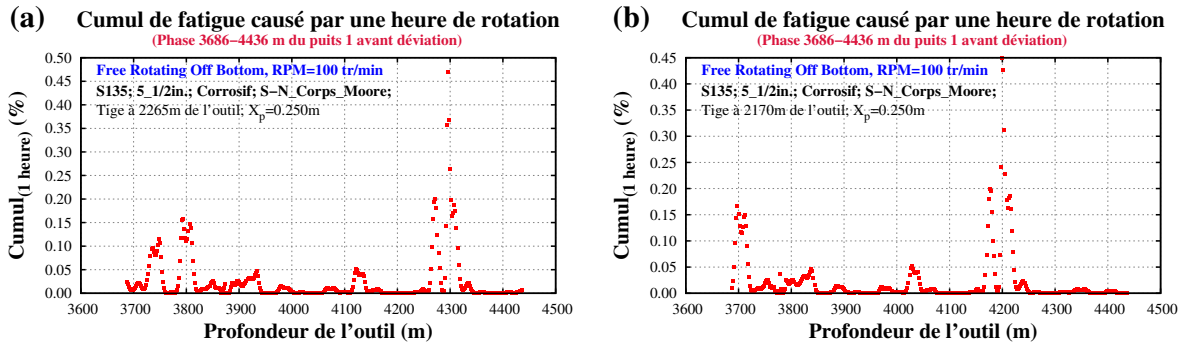 (a)
Cumul de fatigue causé par une heure de rotation
(Phase 3686−4436 m du puits 1 avant déviation)
Free Rotating Off Bottom, RPM=100 tr/min
S135; 5_1/2in.; Corrosif; S−N_Corps_Moore;
Tige à 2265m de l'outil; X_p=0.250m
Cumul(1 heure) (%)
0.50
0.45
0.40
0.35
0.30
0.25
0.20
0.15
0.10
0.05
0.00
3600 3700 3800 3900 4000 4100 4200 4300 4400 4500
Profondeur de l'outil (m)
(b)
Cumul de fatigue causé par une heure de rotation
(Phase 3686−4436 m du puits 1 avant déviation)
Free Rotating Off Bottom, RPM=100 tr/min
S135; 5_1/2in.; Corrosif; S−N_Corps_Moore;
Tige à 2170m de l'outil; X_p=0.250m
Cumul(1 heure) (%)
0.45
0.40
0.35
0.30
0.25
0.20
0.15
0.10
0.05
0.00
3600 3700 3800 3900 4000 4100 4200 4300 4400 4500
Profondeur de l'outil (m)